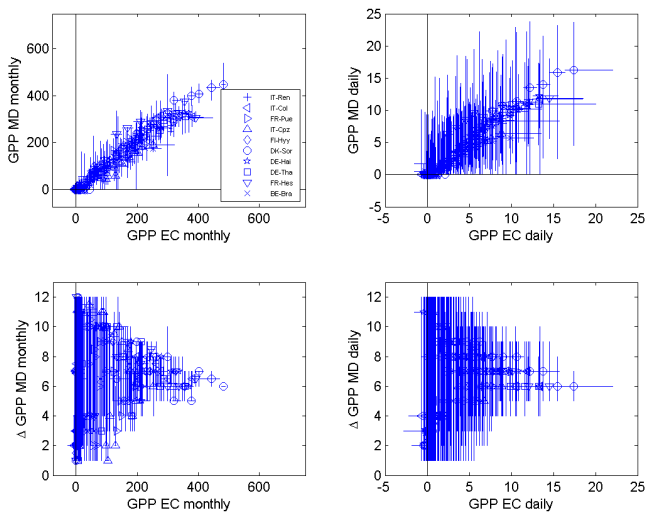 600
400
200
0
0
200
400
600
GPP MD monthly
GPP EC monthly
IT-Ren
IT-Col
FR-Pue
IT-Cpz
FI-Hyy
DK-Sor
DE-Hai
DE-Tha
FR-Hes
BE-Bra
25
20
15
10
5
0
-5
-5
0
5
10
15
20
25
GPP MD daily
GPP EC daily
12
10
8
6
4
2
0
0
200
400
600
Δ GPP MD monthly
GPP EC monthly
12
10
8
6
4
2
0
-5
0
5
10
15
20
25
Δ GPP MD daily
GPP EC daily